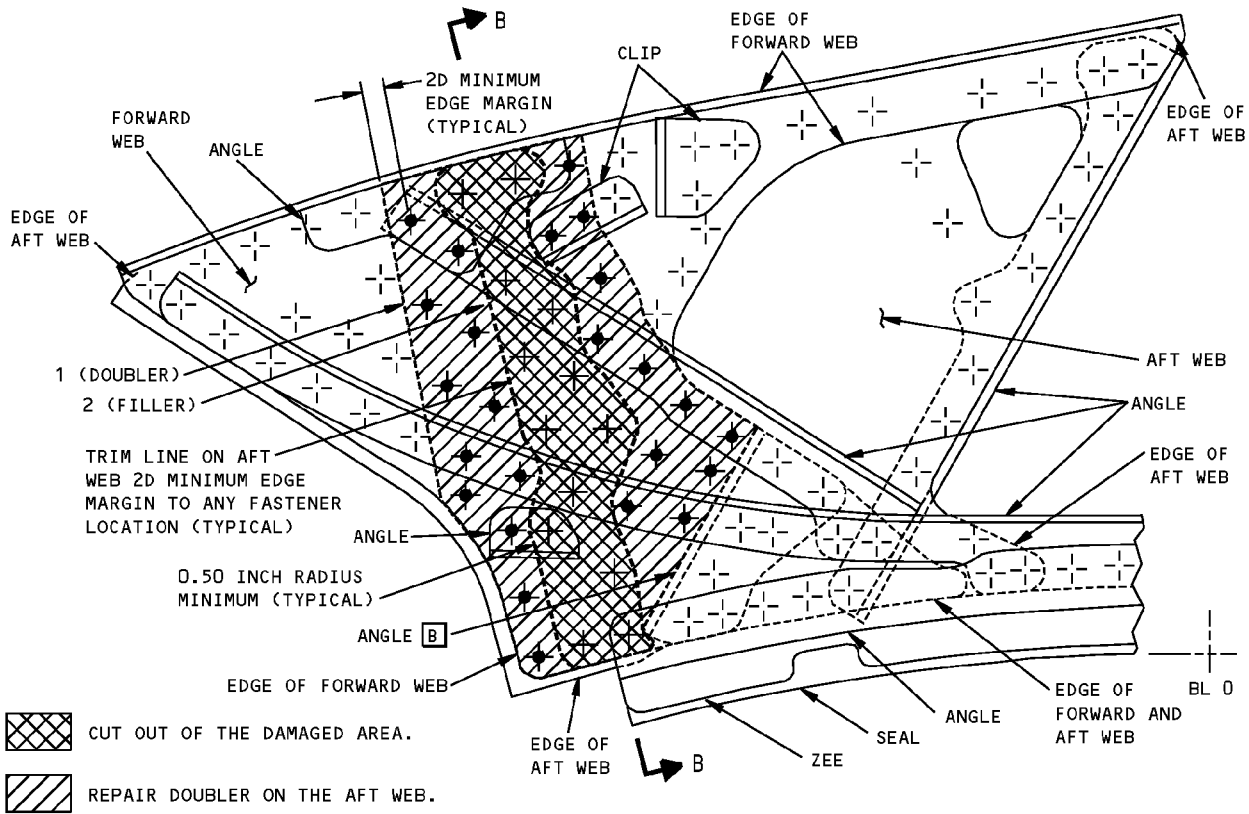 B
EDGE OF
FORWARD WEB
CLIP
2D MINIMUM
EDGE MARGIN
(TYPICAL)
FORWARD
WEB
ANGLE
EDGE OF
AFT WEB
EDGE OF
AFT WEB
1 (DOUBLER)
2 (FILLER)
AFT WEB
ANGLE
TRIM LINE ON AFT
WEB 2D MINIMUM EDGE
MARGIN TO ANY FASTENER
LOCATION (TYPICAL)
EDGE OF
AFT WEB
ANGLE
0.50 INCH RADIUS
MINIMUM (TYPICAL)
ANGLE B
EDGE OF FORWARD WEB
BL 0
EDGE OF
FORWARD AND
AFT WEB
ANGLE
SEAL
ZEE
EDGE OF
AFT WEB
B
CUT OUT OF THE DAMAGED AREA.
REPAIR DOUBLER ON THE AFT WEB.